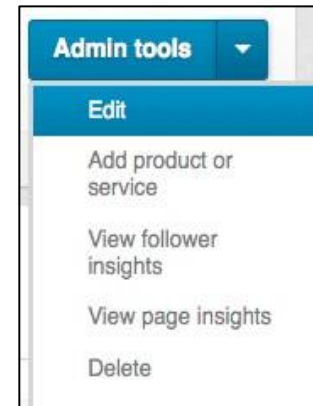 Admin tools
Edit
Add product or
service
View follower
insights
View page insights
Delete